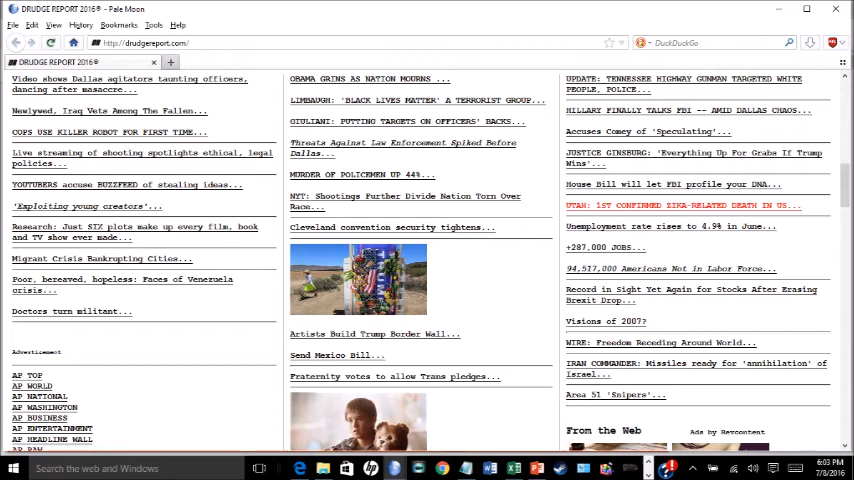 DRUDGE REPORT 2016® - Pale Moon
File Edit View History Bookmarks Tools Help
http://drudgereport.com/
DuckDuckGo
DRUDGE REPORT 2016®
Video shows Dallas agitators taunting officers,
dancing after masaccre...
Newlywed, Iraq Vets Among The Fallen...
COPS USE KILLER ROBOT FOR FIRST TIME...
Live streaming of shooting spotlights ethical, legal
policies...
YOUTUBERS accuse BUZZFEED of stealing ideas...
'Exploiting young creators'...
Research: Just SIX plots make up every film, book
and TV show ever made...
Migrant Crisis Bankrupting Cities...
Poor, bereaved, hopeless: Faces of Venezuela
crisis...
Doctors turn militant...
Advertisement
AP TOP
AP WORLD
AP NATIONAL
AP WASHINGTON
AP BUSINESS
AP ENTERTAINMENT
AP HEADLINE WALL
AP RAW
OBAMA GRINS AS NATION MOURNS ...
LIMBAUGH: 'BLACK LIVES MATTER' A TERRORIST GROUP...
GIULIANI: PUTTING TARGETS ON OFFICERS' BACKS...
Threats Against Law Enforcement Spiked Before
Dallas...
MURDER OF POLICEMEN UP 44%...
NYT: Shootings Further Divide Nation Torn Over
Race...
Cleveland convention security tightens...
Artists Build Trump Border Wall...
Send Mexico Bill...
Fraternity votes to allow Trans pledges...
UPDATE: TENNESSEE HIGHWAY GUNMAN TARGETED WHITE
PEOPLE, POLICE...
HILLARY FINALLY TALKS FBI -- AMID DALLAS CHAOS...
Accuses Comey of 'Speculating'...
JUSTICE GINSBURG: 'Everything Up For Grabs If Trump
Wins'...
House Bill will let FBI profile your DNA...
UTAH: 1ST CONFIRMED ZIKA-RELATED DEATH IN US...
Unemployment rate rises to 4.9% in June...
+287,000 JOBS...
94,517,000 Americans Not in Labor Force...
Record in Sight Yet Again for Stocks After Erasing
Brexit Drop...
Visions of 2007?
WIRE: Freedom Receding Around World...
IRAN COMMANDER: Missiles ready for 'annihilation' of
Israel...
Area 51 'Snipers'...
From the Web
Ads by Revcontent
Search the web and Windows
6:03 PM
7/8/2016